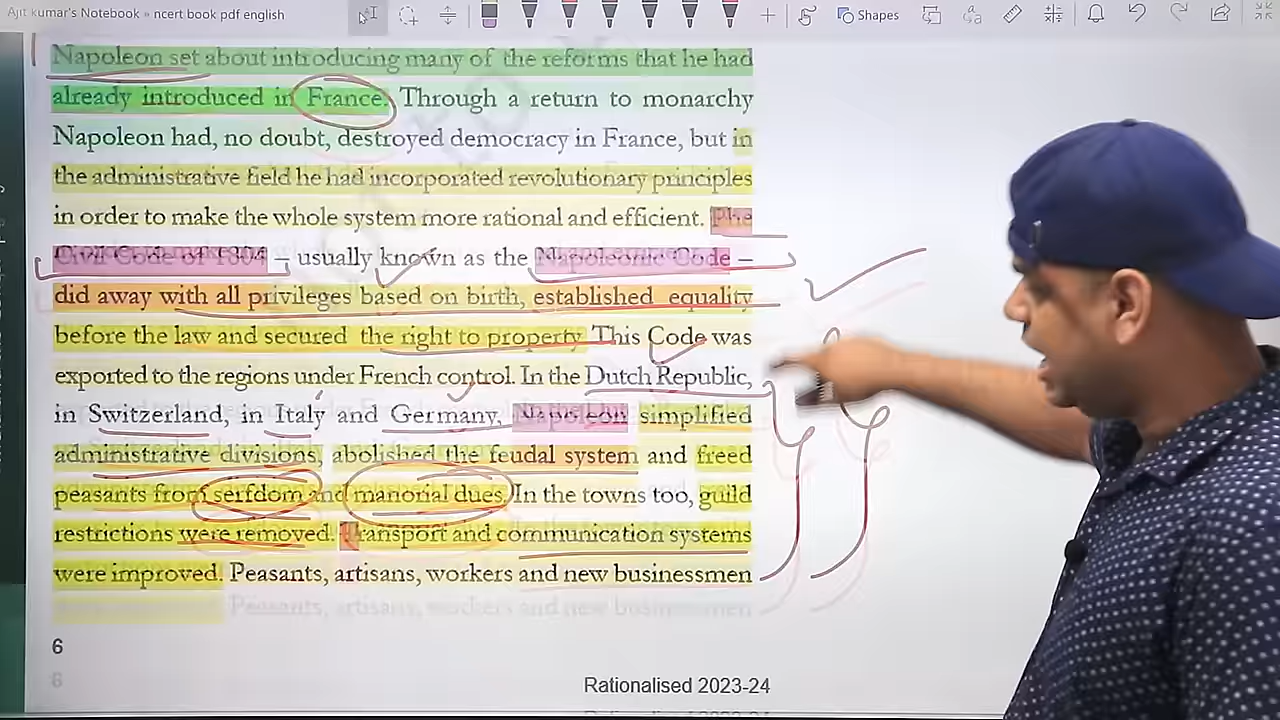 Ajit kumar's Notebook » ncert book pdf english
Shapes
Napoleon set about introducing many of the reforms that he had
already introduced in France. Through a return to monarchy
Napoleon had, no doubt, destroyed democracy in France, but in
the administrative field he had incorporated revolutionary principles
in order to make the whole system more rational and efficient. The
Civil Code of 1804 – usually known as the Napoleonic Code –
did away with all privileges based on birth, established equality
before the law and secured the right to property This Code was
exported to the regions under French control. In the Dutch Republic,
in Switzerland, in Italy and Germany, Napoleon simplified
administrative divisions, abolished the feudal system and freed
peasants from serfdom and manorial dues. In the towns too, guild
restrictions were removed. Transport and communication systems
were improved. Peasants, artisans, workers and new businessmen
Peasants, artisans, workers and new businessmen
6
6
Rationalised 2023-24